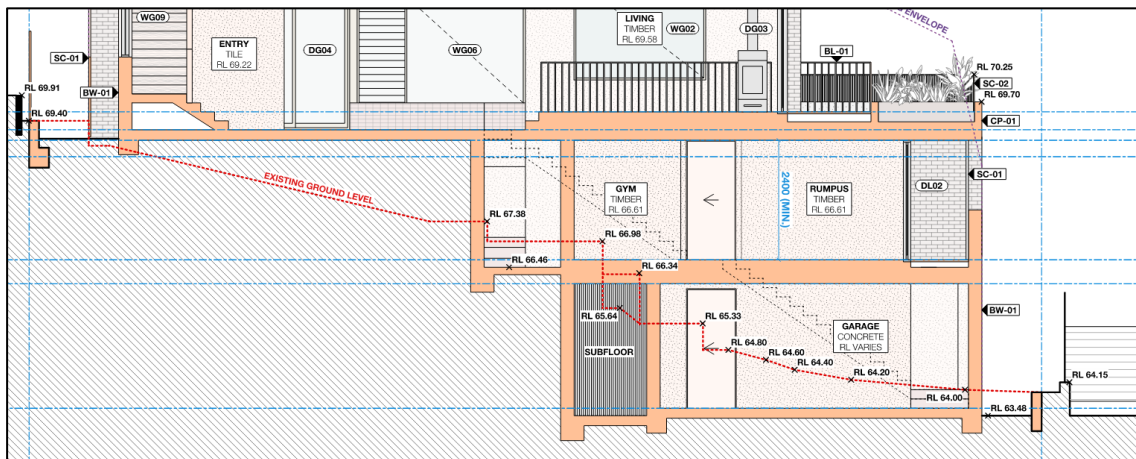 WG09
ENTRY
TILE
RL 69.22
DG04
WG06
LIVING
TIMBER
RL 69.58
WG02
DG03
BL-01
ENVELOPE
SC-01
RL 70.25
SC-02
RL 69.91
BW-01
RL 69.70
RL 69.40
CP-01
EXISTING GROUND LEVEL
GYM
TIMBER
RL 66.61
2400 (MIN.)
RUMPUS
TIMBER
RL 66.61
DL02
SC-01
RL 67.38
RL 66.98
RL 66.46
RL 66.34
RL 65.64
RL 65.33
BW-01
SUBFLOOR
GARAGE
CONCRETE
RL VARIES
RL 64.80
RL 64.60
RL 64.40
RL 64.20
RL 64.15
RL 64.00
RL 63.48